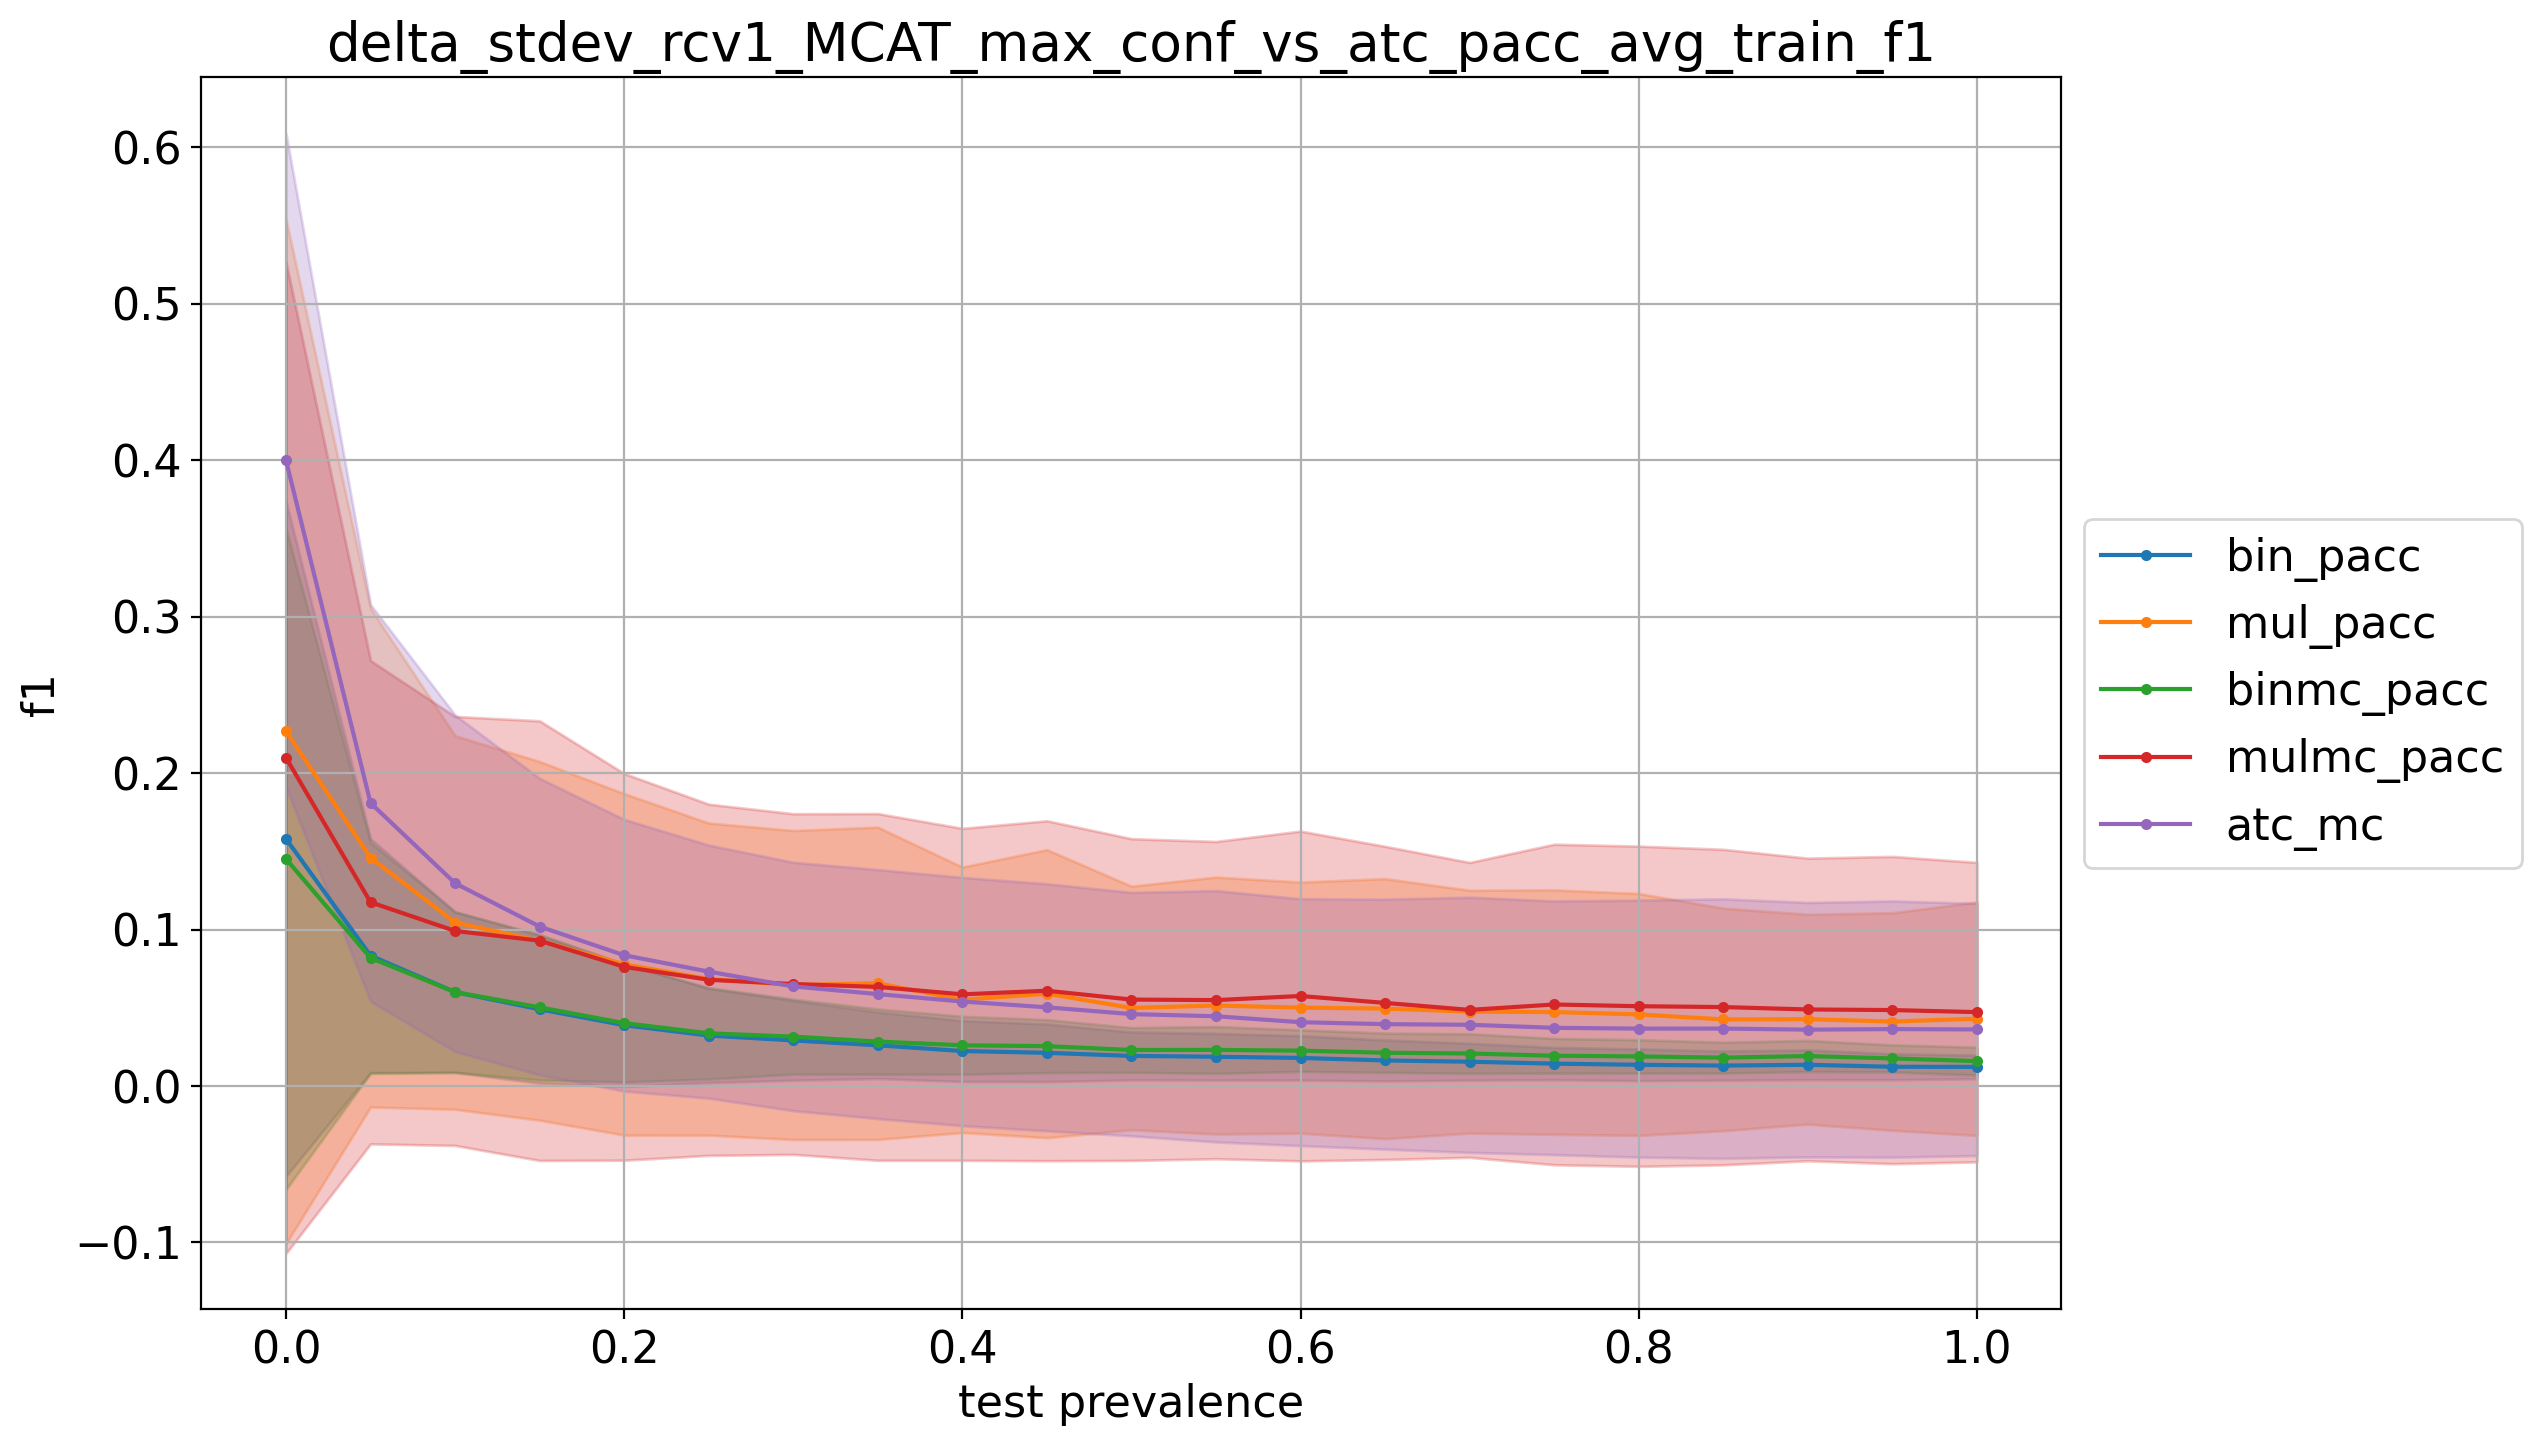 delta_stdev_rcv1_MCAT_max_conf_vs_atc_pacc_avg_train_f1
0.6
0.5
0.4
0.3
0.2
0.1
0.0
−0.1
f1
0.0 0.2 0.4 0.6 0.8 1.0
test prevalence
bin_pacc
mul_pacc
binmc_pacc
mulmc_pacc
atc_mc